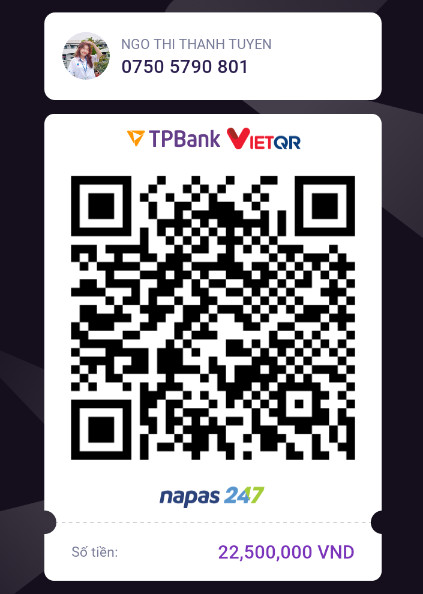 NGO THI THANH TUYEN
0750 5790 801
TPBank VIETQR
napas 247
Số tiền: 22,500,000 VND